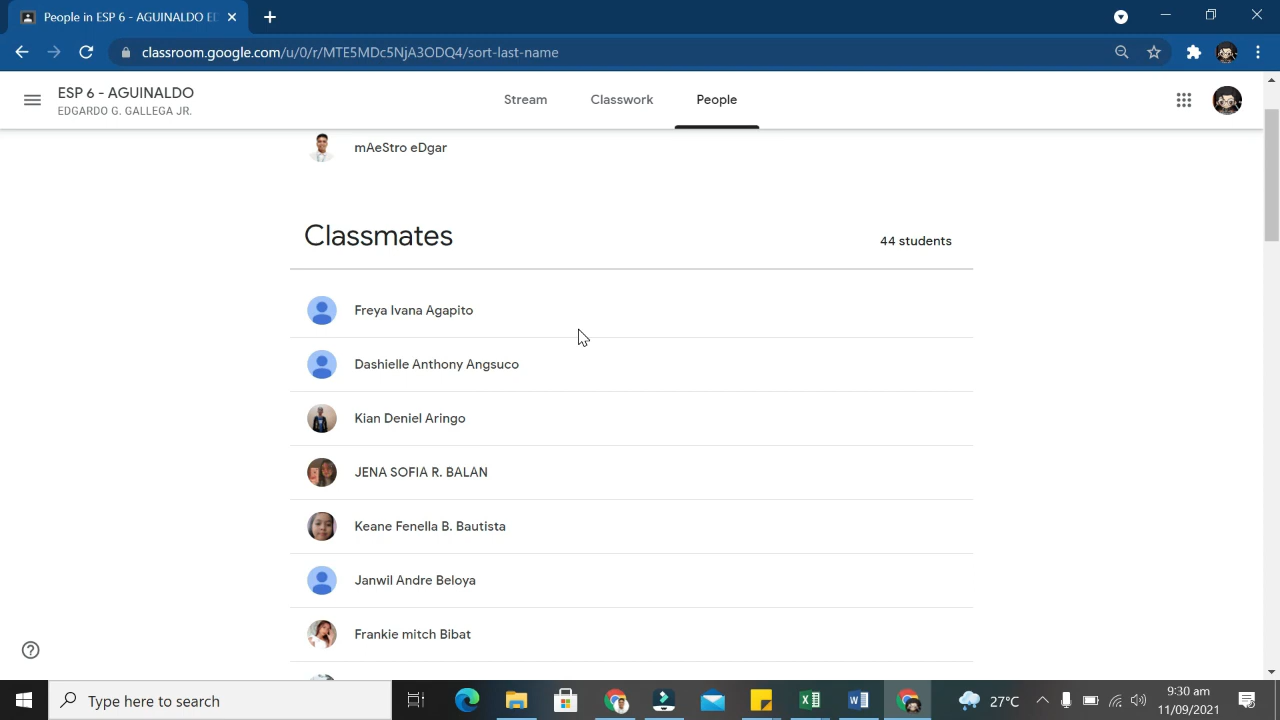 People in ESP 6 - AGUINALDO
classroom.google.com/u/0/r/MTE5MDc5NjA3ODQ4/sort-last-name
ESP 6 - AGUINALDO
EDGARDO G. GALLEGA JR.
Stream
Classwork
People
mAeStro eDgar
Classmates
44 students
Freya Ivana Agapito
Dashielle Anthony Angsuco
Kian Deniel Aringo
JENA SOFIA R. BALAN
Keane Fenella B. Bautista
Janwil Andre Beloya
Frankie mitch Bibat
Type here to search
27°C
9:30 am
11/09/2021